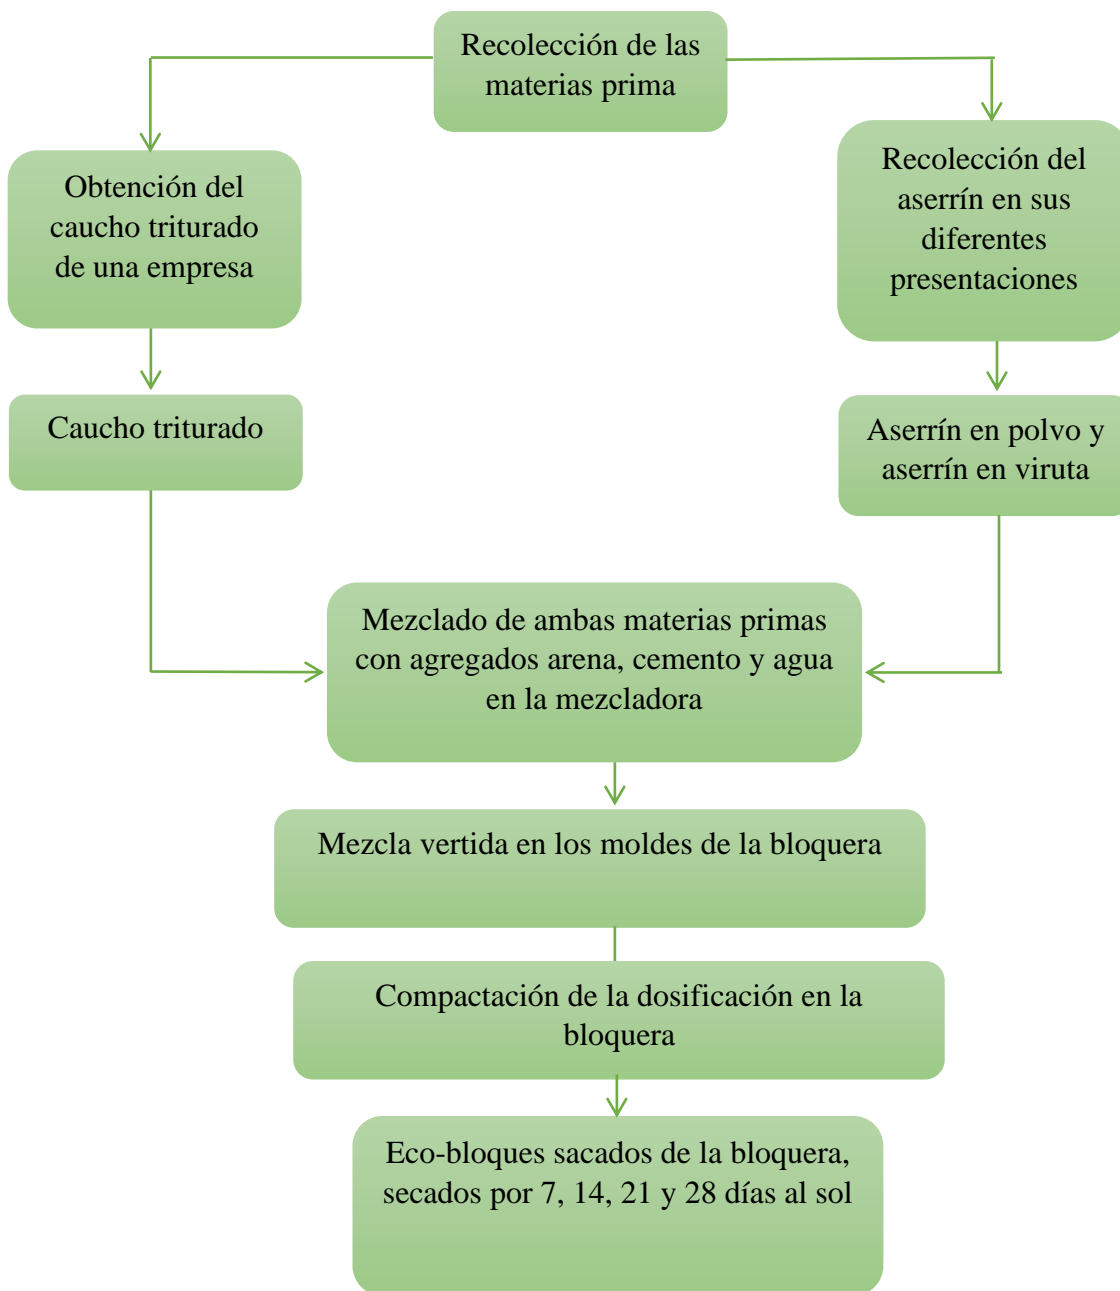 Recolección de las
materias prima
Obtención del
caucho triturado
de una empresa
Recolección del
aserrín en sus
diferentes
presentaciones
Caucho triturado
Aserrín en polvo y
aserrín en viruta
Mezclado de ambas materias primas
con agregados arena, cemento y agua
en la mezcladora
Mezcla vertida en los moldes de la bloquera
Compactación de la dosificación en la
bloquera
Eco-bloques sacados de la bloquera,
secados por 7, 14, 21 y 28 días al sol